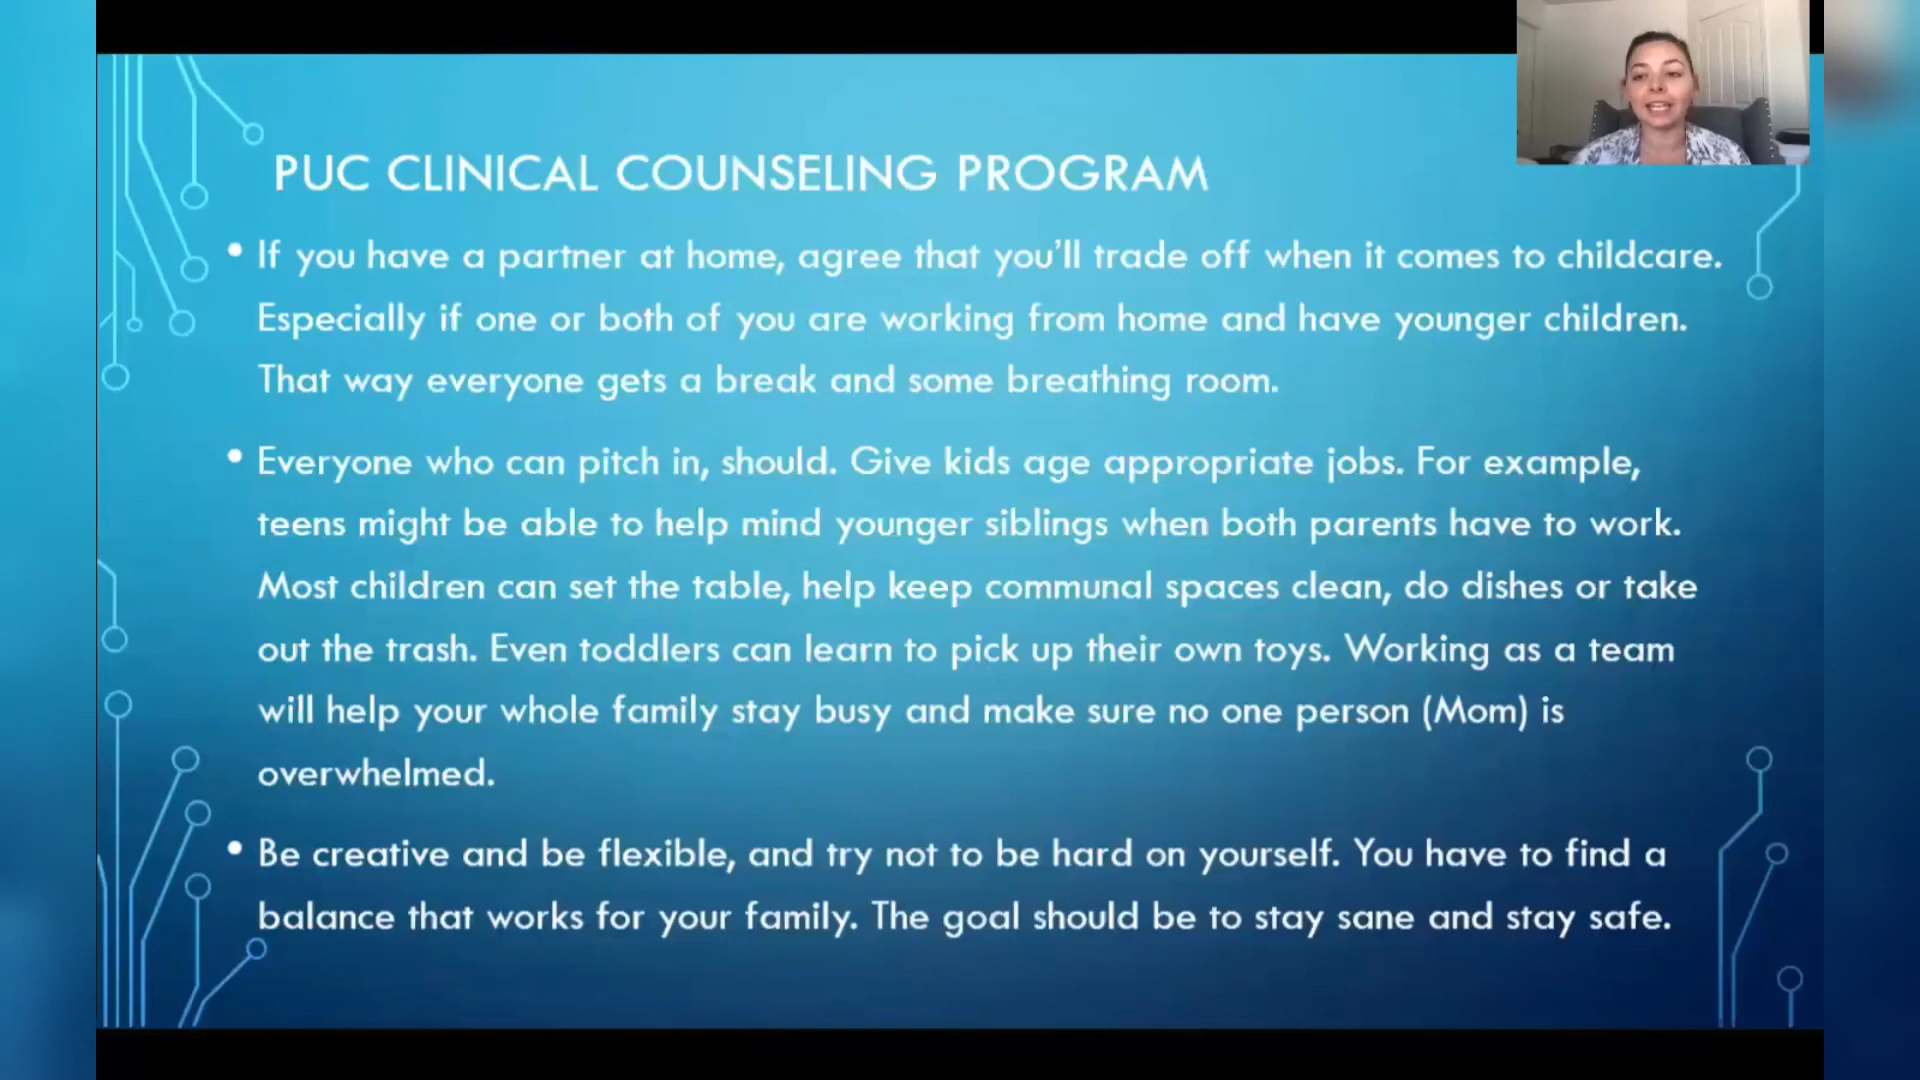 PUC CLINICAL COUNSELING PROGRAM
• If you have a partner at home, agree that you’ll trade off when it comes to childcare.
Especially if one or both of you are working from home and have younger children.
That way everyone gets a break and some breathing room.
• Everyone who can pitch in, should. Give kids age appropriate jobs. For example,
teens might be able to help mind younger siblings when both parents have to work.
Most children can set the table, help keep communal spaces clean, do dishes or take
out the trash. Even toddlers can learn to pick up their own toys. Working as a team
will help your whole family stay busy and make sure no one person (Mom) is
overwhelmed.
• Be creative and be flexible, and try not to be hard on yourself. You have to find a
balance that works for your family. The goal should be to stay sane and stay safe.